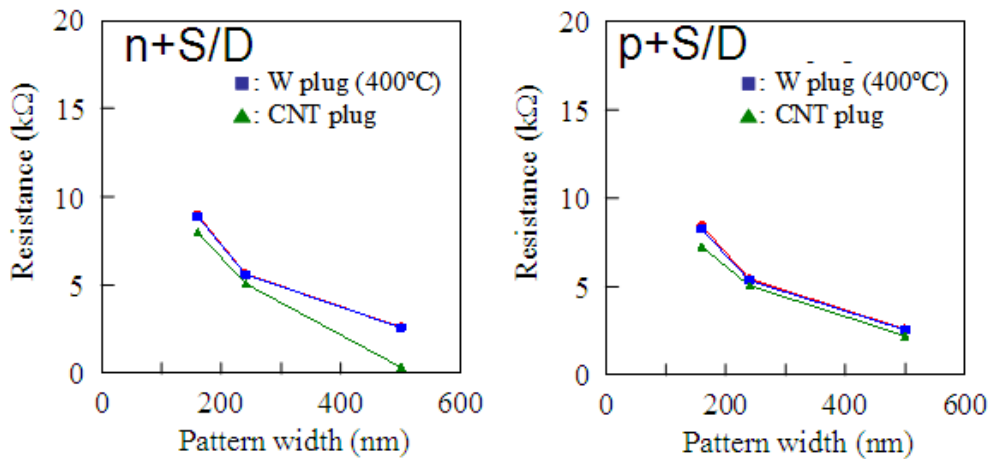 n+S/D
■: W plug (400ºC)
▲: CNT plug
Resistance (kΩ)
20
15
10
5
0
0
200
400
600
Pattern width (nm)
p+S/D
■: W plug (400ºC)
▲: CNT plug
Resistance (kΩ)
20
15
10
5
0
0
200
400
600
Pattern width (nm)